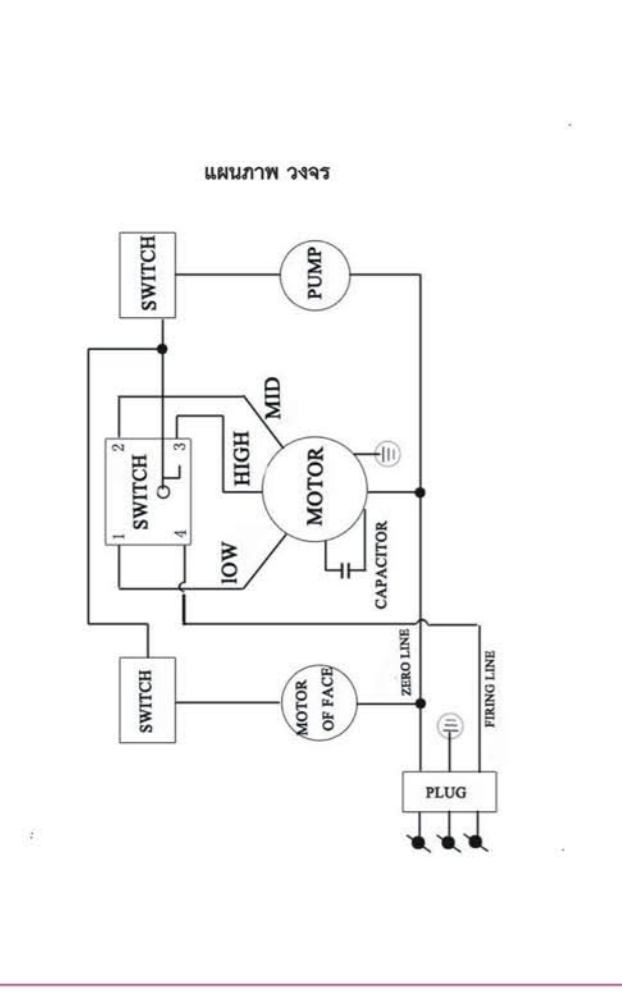 แผนภาพ วงจร
SWITCH
PUMP
MID
2
3
HIGH
SWITCH
MOTOR
1
4
lOW
CAPACITOR
SWITCH
MOTOR
OF FACE
ZERO LINE
FIRING LINE
PLUG